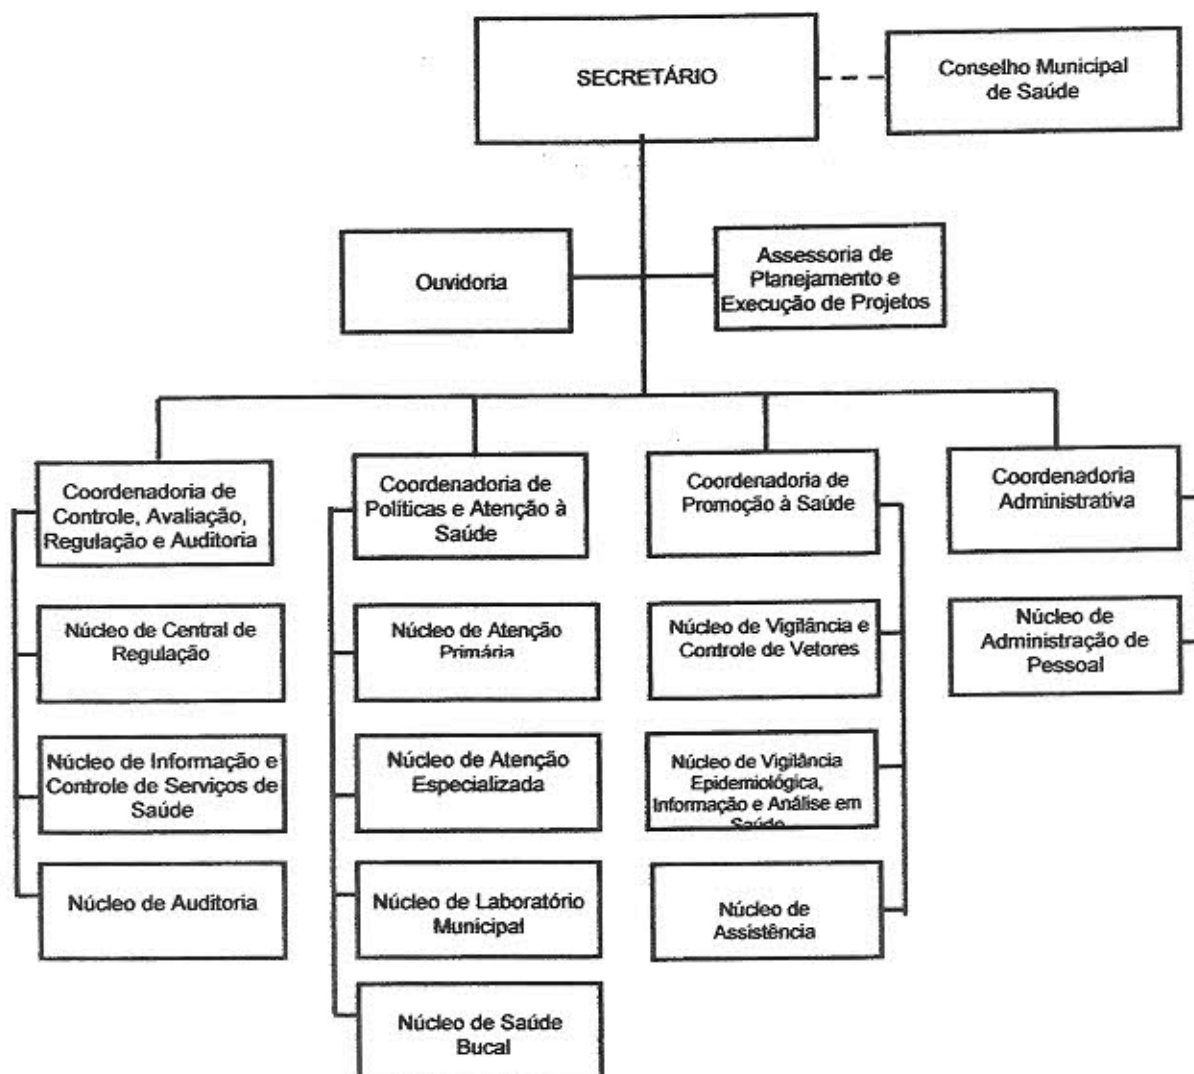 SECRETÁRIO
Conselho Municipal
de Saúde
Ouvidoria
Assessoria de
Planejamento e
Execução de Projetos
Coordenadoria de
Controle, Avaliação,
Regulação e Auditoria
Núcleo de Central de
Regulação
Núcleo de Informação e
Controle de Serviços de
Saúde
Núcleo de Auditoria
Coordenadoria de
Políticas e Atenção à
Saúde
Núcleo de Atenção
Primária
Núcleo de Atenção
Especializada
Núcleo de Laboratório
Municipal
Núcleo de Saúde
Bucal
Coordenadoria de
Promoção à Saúde
Núcleo de Vigilância e
Controle de Vetores
Núcleo de Vigilância
Epidemiológica,
Informação e Análise em
Saúde
Núcleo de
Assistência
Coordenadoria
Administrativa
Núcleo de
Administração de
Pessoal